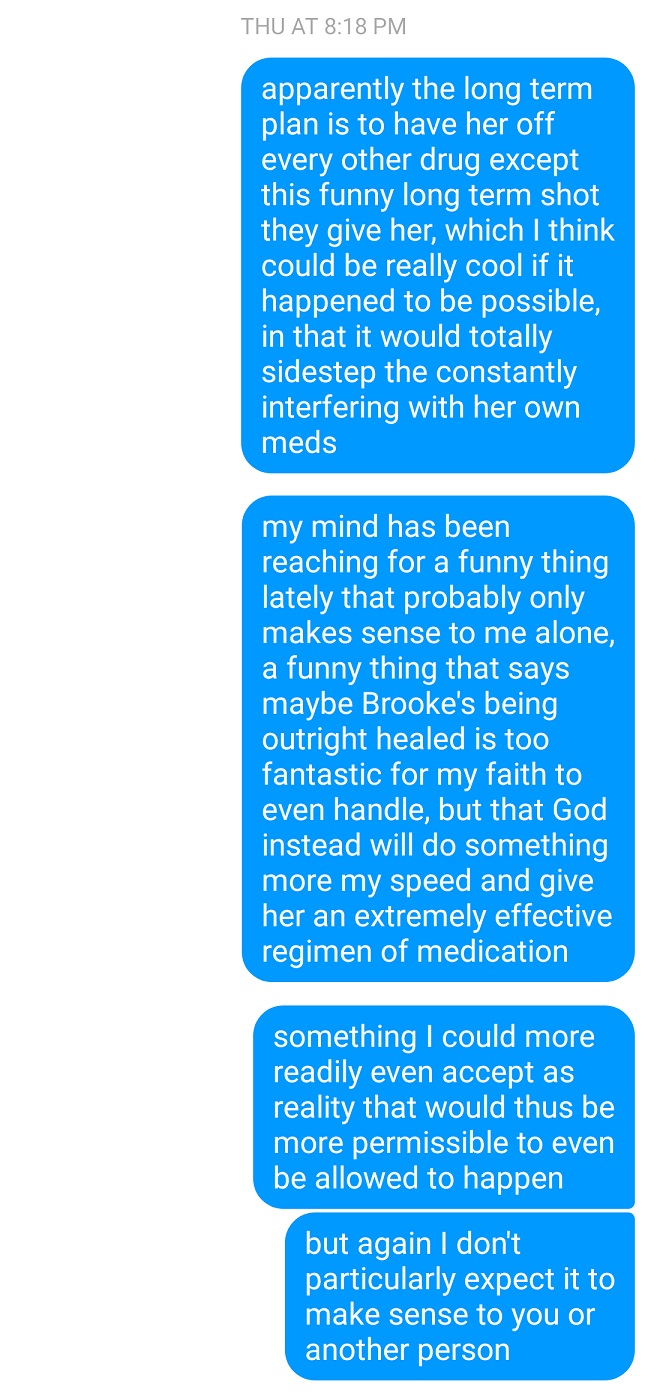 THU AT 8:18 PM
apparently the long term
plan is to have her off
every other drug except
this funny long term shot
they give her, which I think
could be really cool if it
happened to be possible,
in that it would totally
sidestep the constantly
interfering with her own
meds
my mind has been
reaching for a funny thing
lately that probably only
makes sense to me alone,
a funny thing that says
maybe Brooke's being
outright healed is too
fantastic for my faith to
even handle, but that God
instead will do something
more my speed and give
her an extremely effective
regimen of medication
something I could more
readily even accept as
reality that would thus be
more permissible to even
be allowed to happen
but again I don't
particularly expect it to
make sense to you or
another person